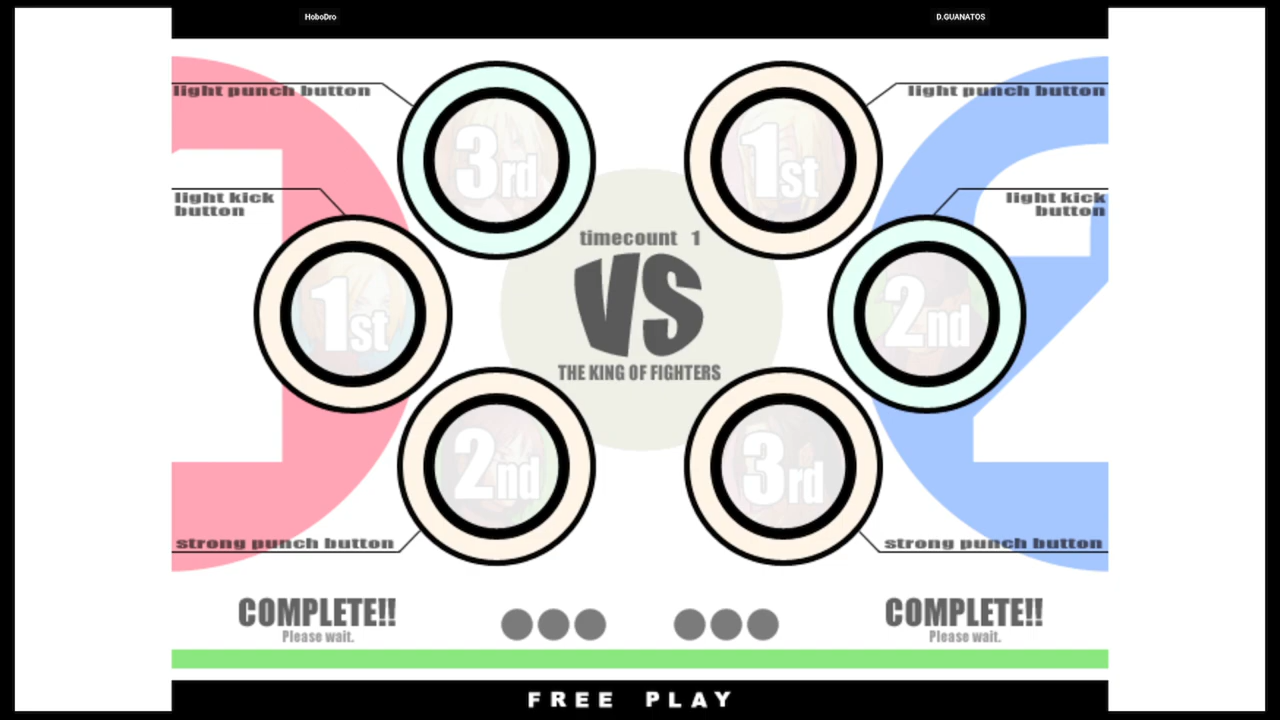 HoboDro
D.GUANATOS
light punch button
light punch button
3rd
1st
light kick
button
light kick
button
timecount 1
VS
THE KING OF FIGHTERS
1st
2nd
2nd
3rd
strong punch button
strong punch button
COMPLETE!!
Please wait.
COMPLETE!!
Please wait.
FREE PLAY
1
2